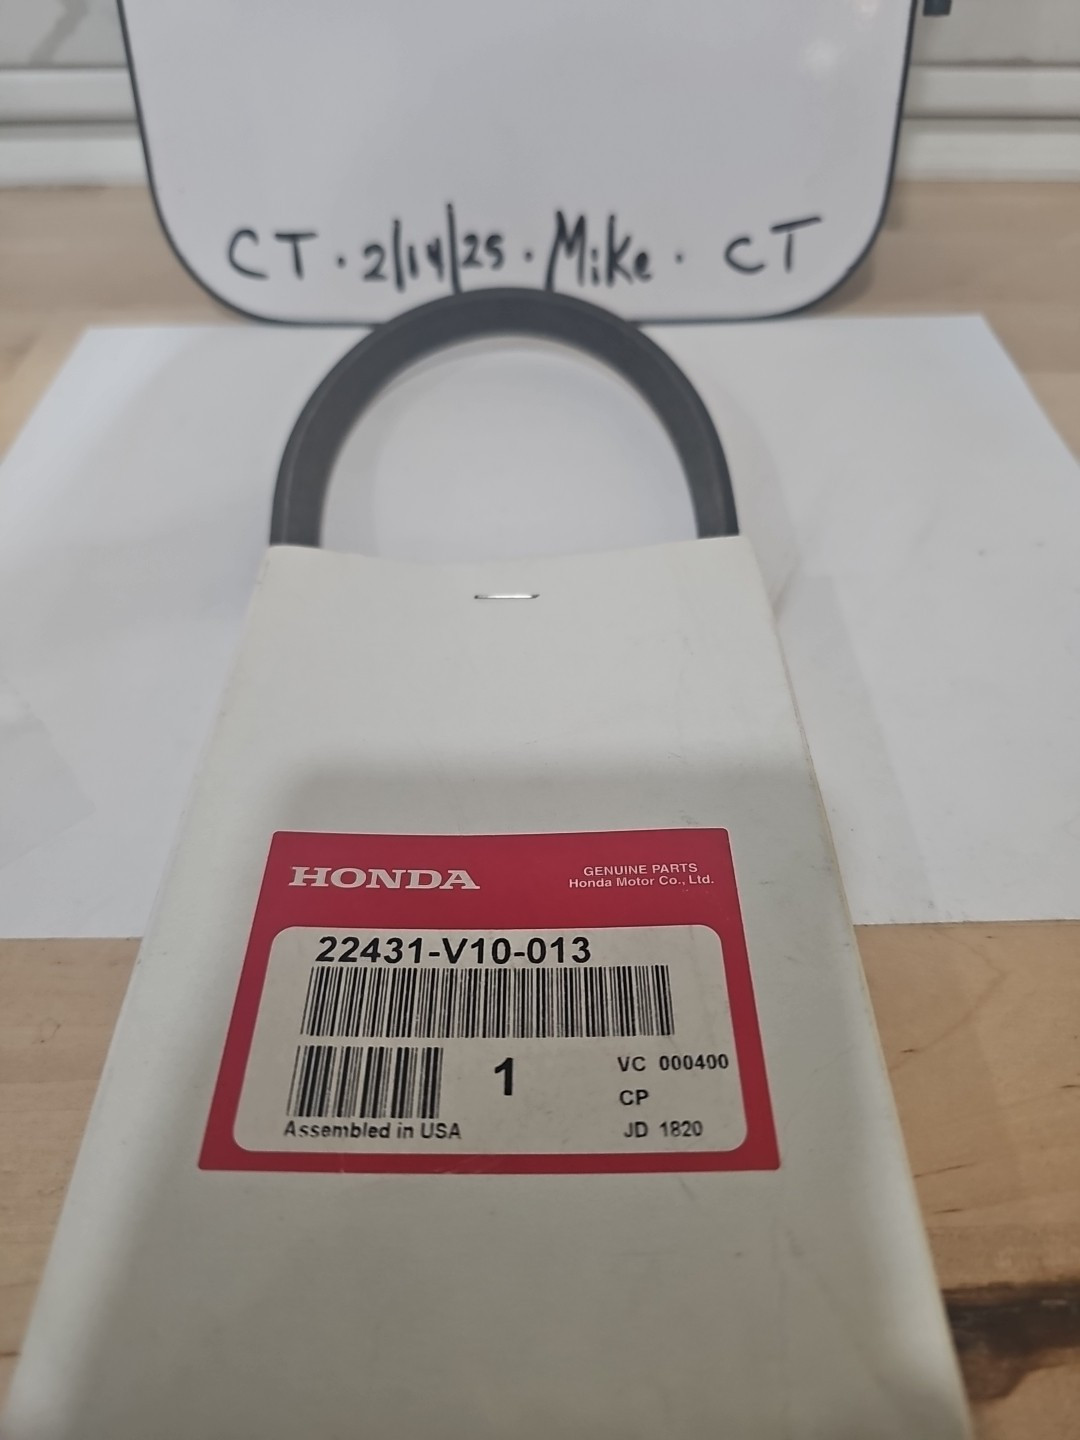 CT · 2/14/25 · Mike · CT
HONDA
GENUINE PARTS
Honda Motor Co., Ltd.
22431-V10-013
1
VC 000400
CP
Assembled in USA
JD 1820